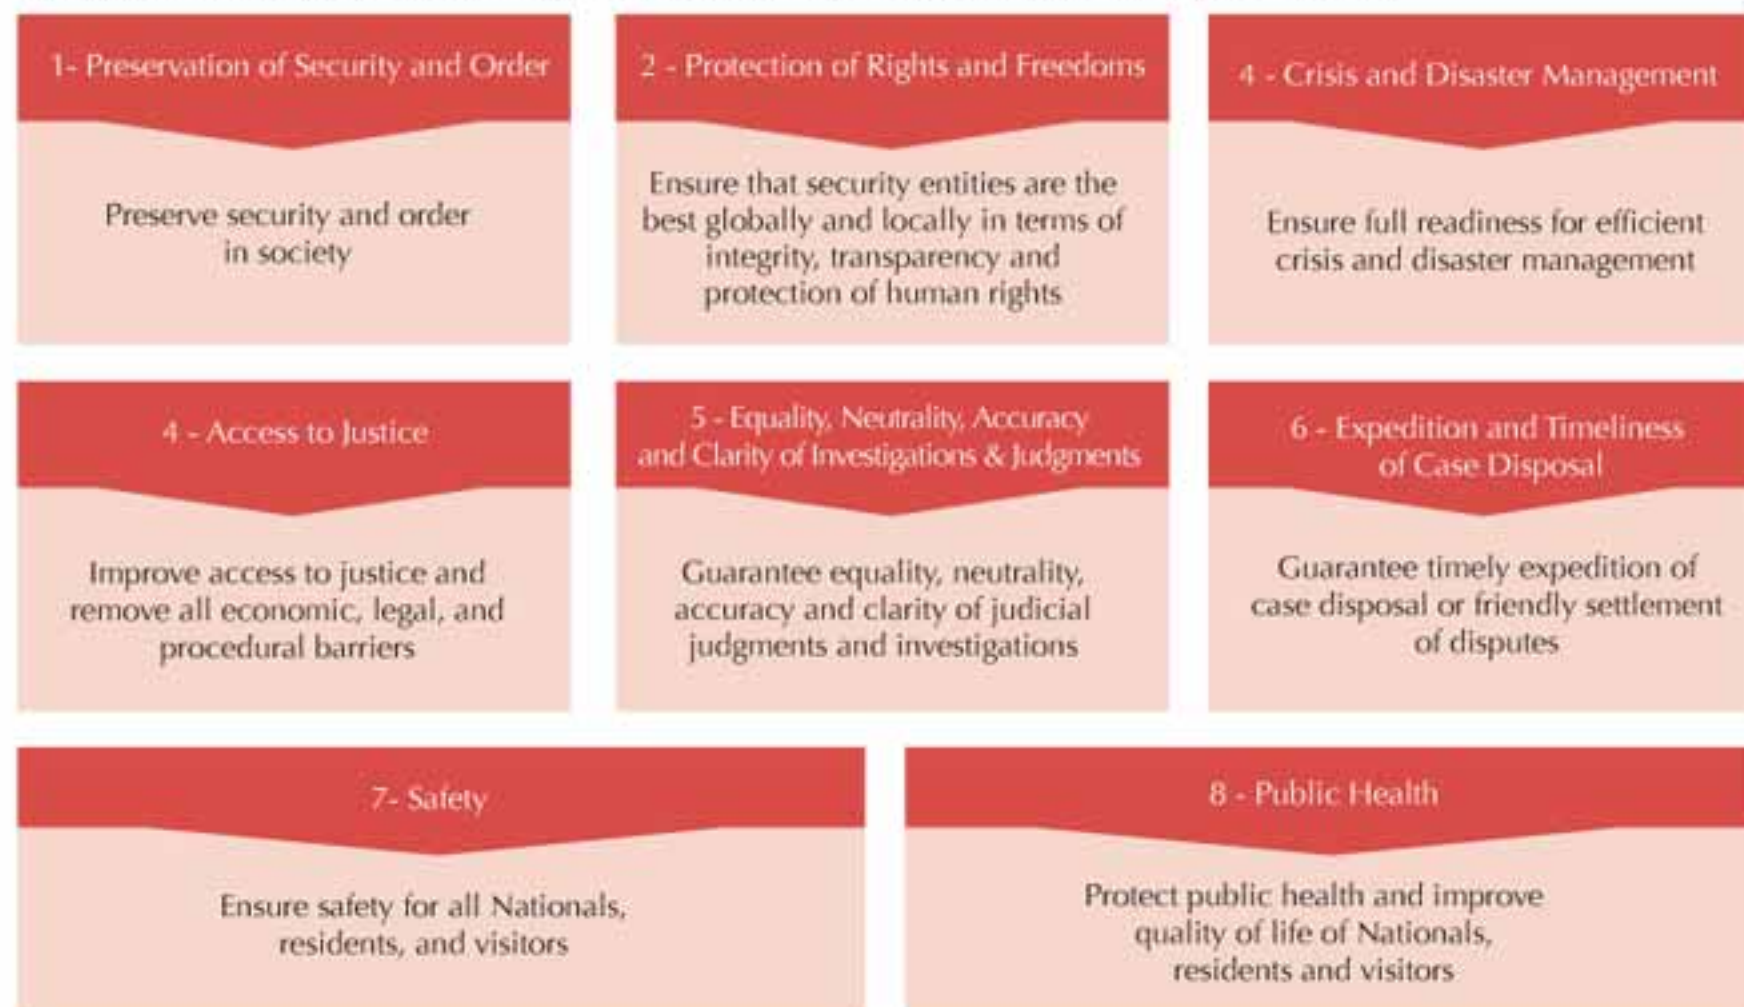 1- Preservation of Security and Order
Preserve security and order
in society
2 - Protection of Rights and Freedoms
Ensure that security entities are the
best globally and locally in terms of
integrity, transparency and
protection of human rights
4 - Crisis and Disaster Management
Ensure full readiness for efficient
crisis and disaster management
4 - Access to Justice
Improve access to justice and
remove all economic, legal, and
procedural barriers
5 - Equality, Neutrality, Accuracy
and Clarity of Investigations & Judgments
Guarantee equality, neutrality,
accuracy and clarity of judicial
judgments and investigations
6 - Expedition and Timeliness
of Case Disposal
Guarantee timely expedition of
case disposal or friendly settlement
of disputes
7- Safety
Ensure safety for all Nationals,
residents, and visitors
8 - Public Health
Protect public health and improve
quality of life of Nationals,
residents and visitors